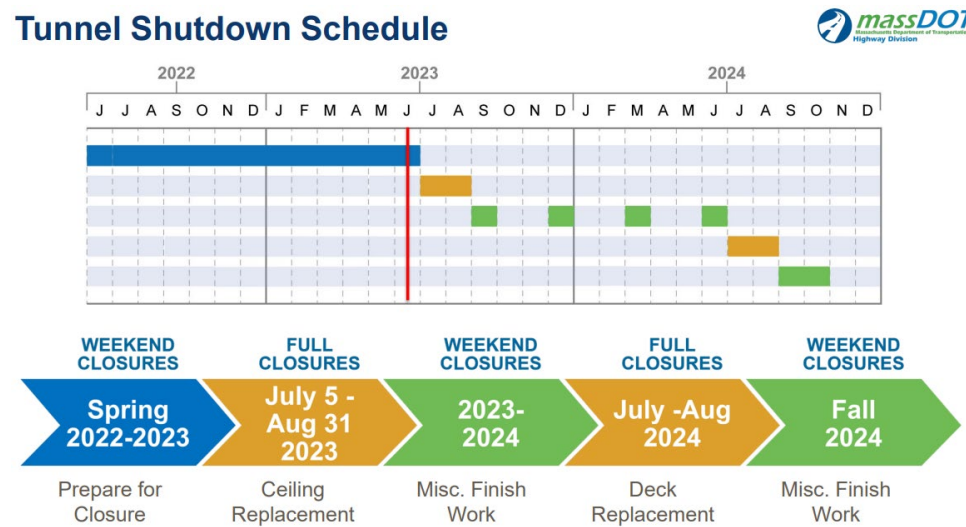 Tunnel Shutdown Schedule
massDOT
Massachusetts Department of Transportation
Highway Division
2022 2023 2024
J J A S O N D J F M A M J J A S O N D J F M A M J J A S O N D
WEEKEND CLOSURES
Spring 2022-2023
Prepare for Closure
FULL CLOSURES
July 5 - Aug 31 2023
Ceiling Replacement
WEEKEND CLOSURES
2023-2024
Misc. Finish Work
FULL CLOSURES
July -Aug 2024
Deck Replacement
WEEKEND CLOSURES
Fall 2024
Misc. Finish Work